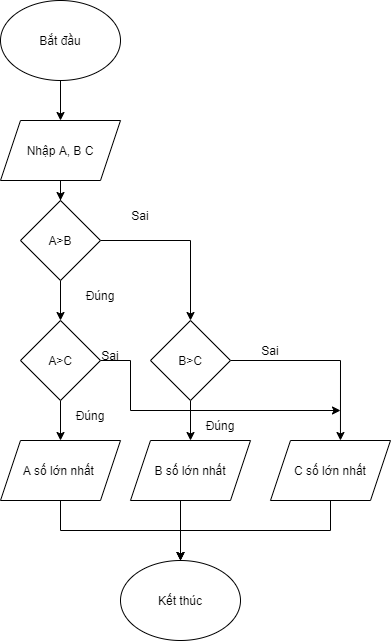 Bắt đầu
Nhập A, B C
A>B
Sai
Đúng
A>C
Sai
B>C
Sai
Đúng
Đúng
A số lớn nhất
B số lớn nhất
C số lớn nhất
Kết thúc